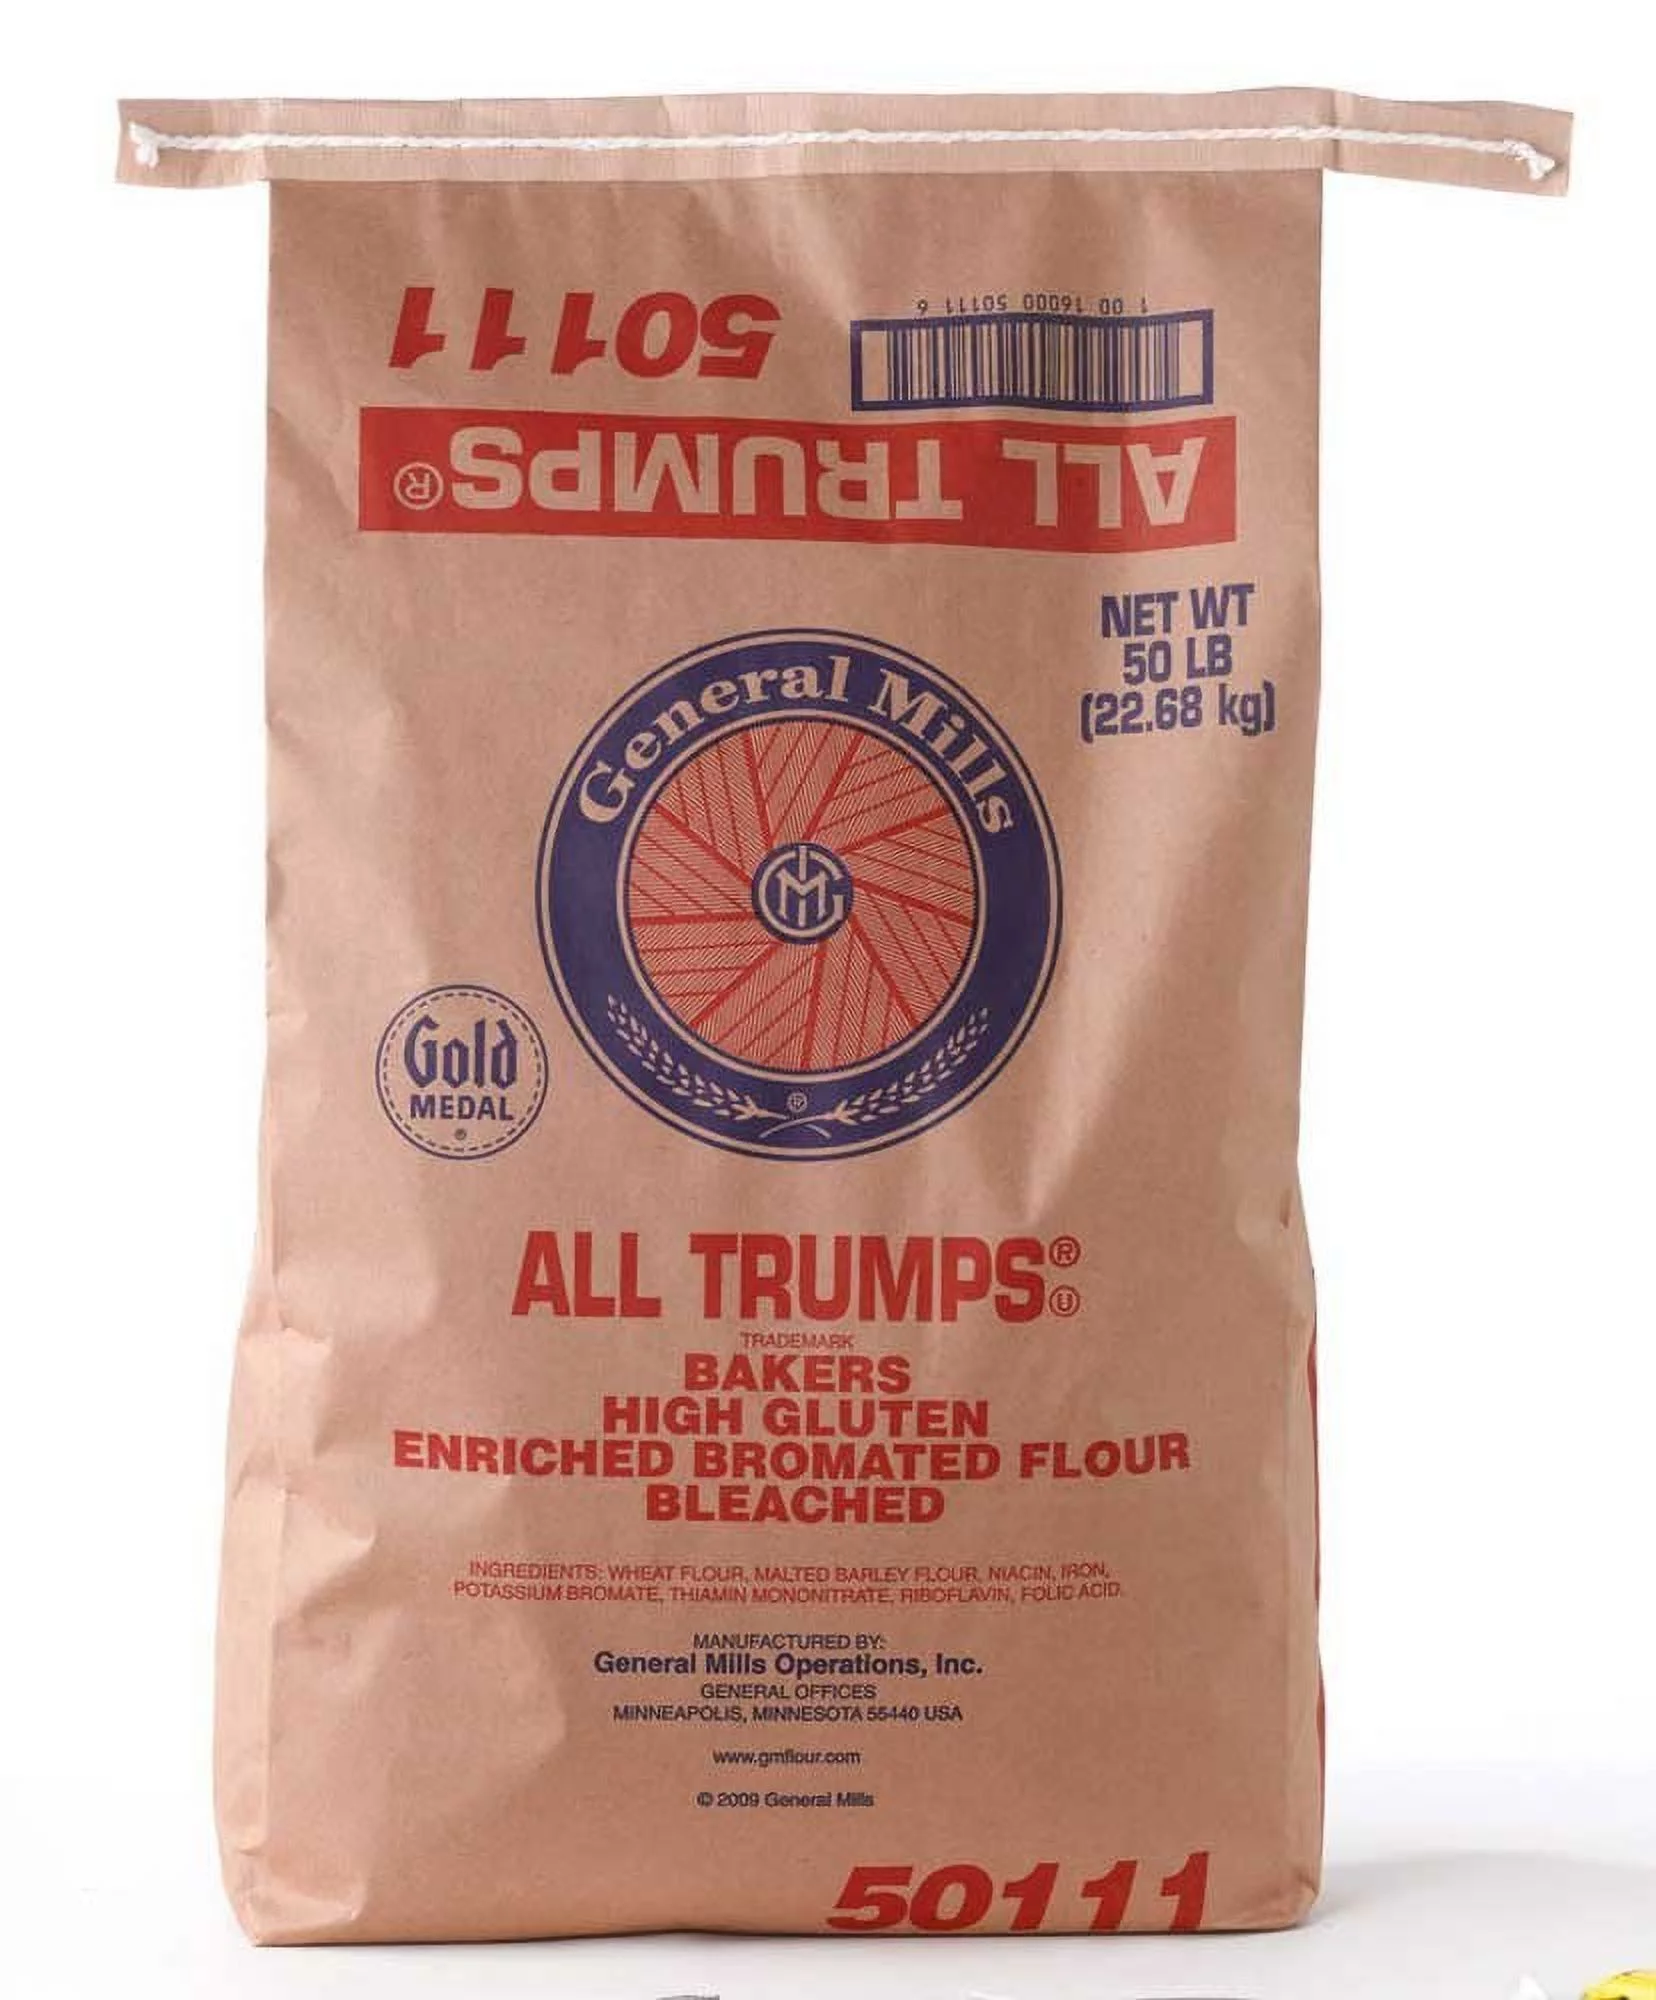 50111
1 00 16000 50111 6
ALL TRUMPS®
NET WT
50 LB
(22.68 kg)
General Mills
GM
Gold
MEDAL
®
ALL TRUMPS®
Ⓤ
TRADEMARK
BAKERS
HIGH GLUTEN
ENRICHED BROMATED FLOUR
BLEACHED
INGREDIENTS: WHEAT FLOUR, MALTED BARLEY FLOUR, NIACIN, IRON,
POTASSIUM BROMATE, THIAMIN MONONITRATE, RIBOFLAVIN, FOLIC ACID.
MANUFACTURED BY:
General Mills Operations, Inc.
GENERAL OFFICES
MINNEAPOLIS, MINNESOTA 55440 USA
www.gmflour.com
© 2009 General Mills
50111